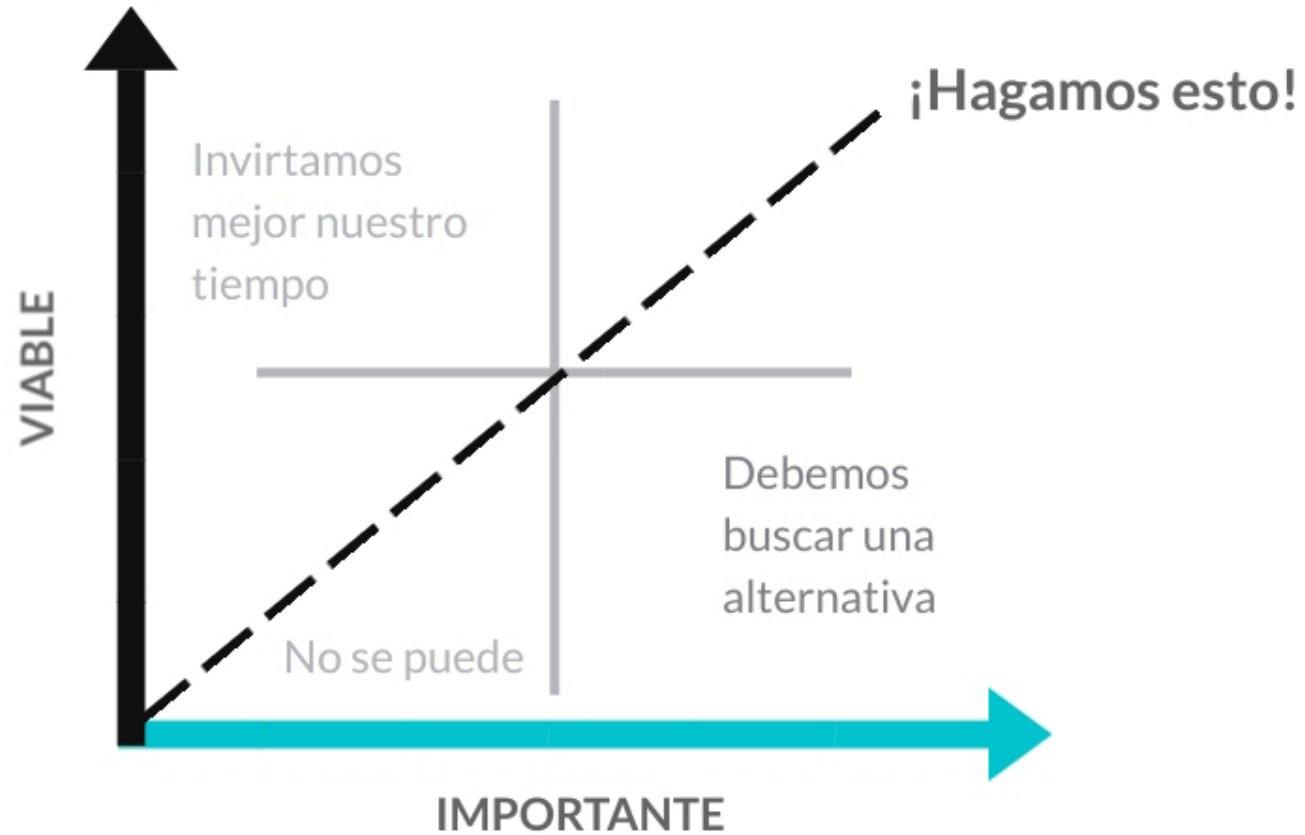 ¡Hagamos esto!
Invirtamos
mejor nuestro
tiempo
VIABLE
Debemos
buscar una
alternativa
No se puede
IMPORTANTE